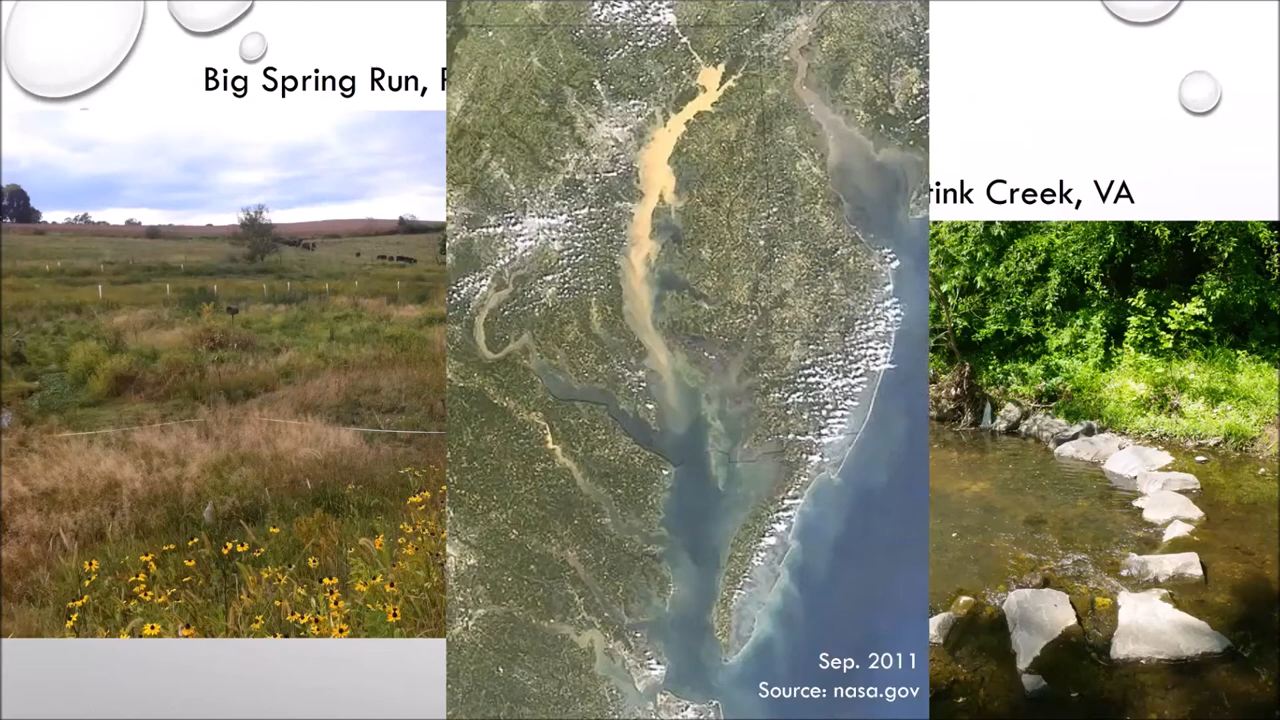 Big Spring Run,
tink Creek, VA
Sep. 2011
Source: nasa.gov